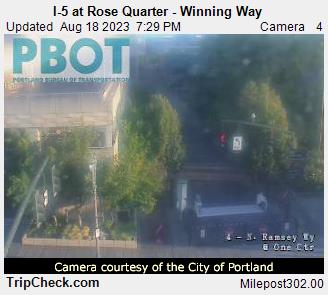 I-5 at Rose Quarter - Winning Way
Updated Aug 18 2023 7:29 PM Camera 4
PBOT
PORTLAND BUREAU OF TRANSPORTATION
4 - N. Ramsey Wy
@ One Ctr
Camera courtesy of the City of Portland
TripCheck.com Milepost302.00